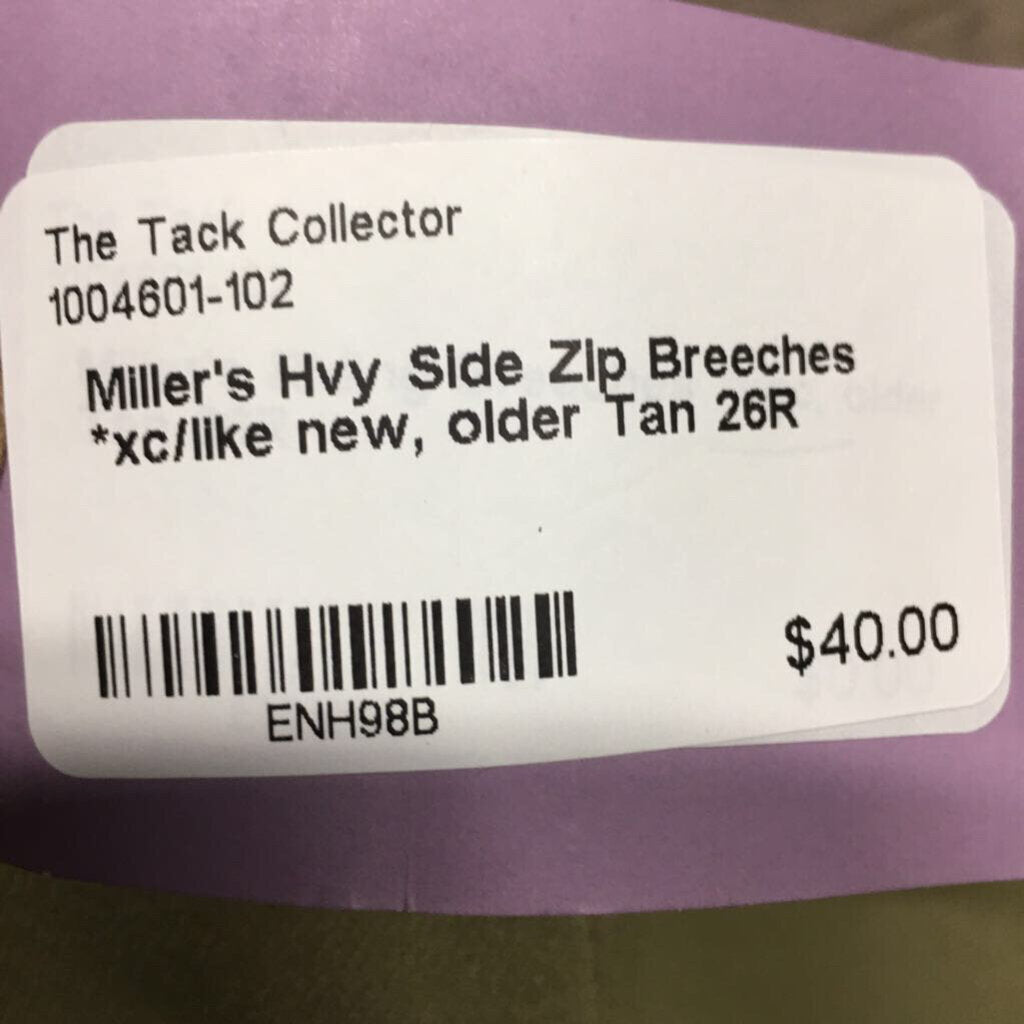 The Tack Collector
1004601-102
Miller's Hvy Side Zip Breeches
*xc/like new, older Tan 26R
ENH98B
$40.00